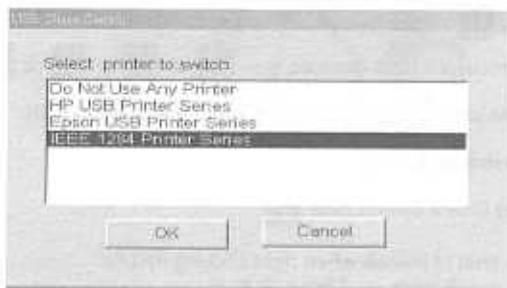 Select printer to switch
Do Not Use Any Printer
HP USB Printer Series
Epson USB Printer Series
IEEE 1284 Printer Series
OK
Cancel